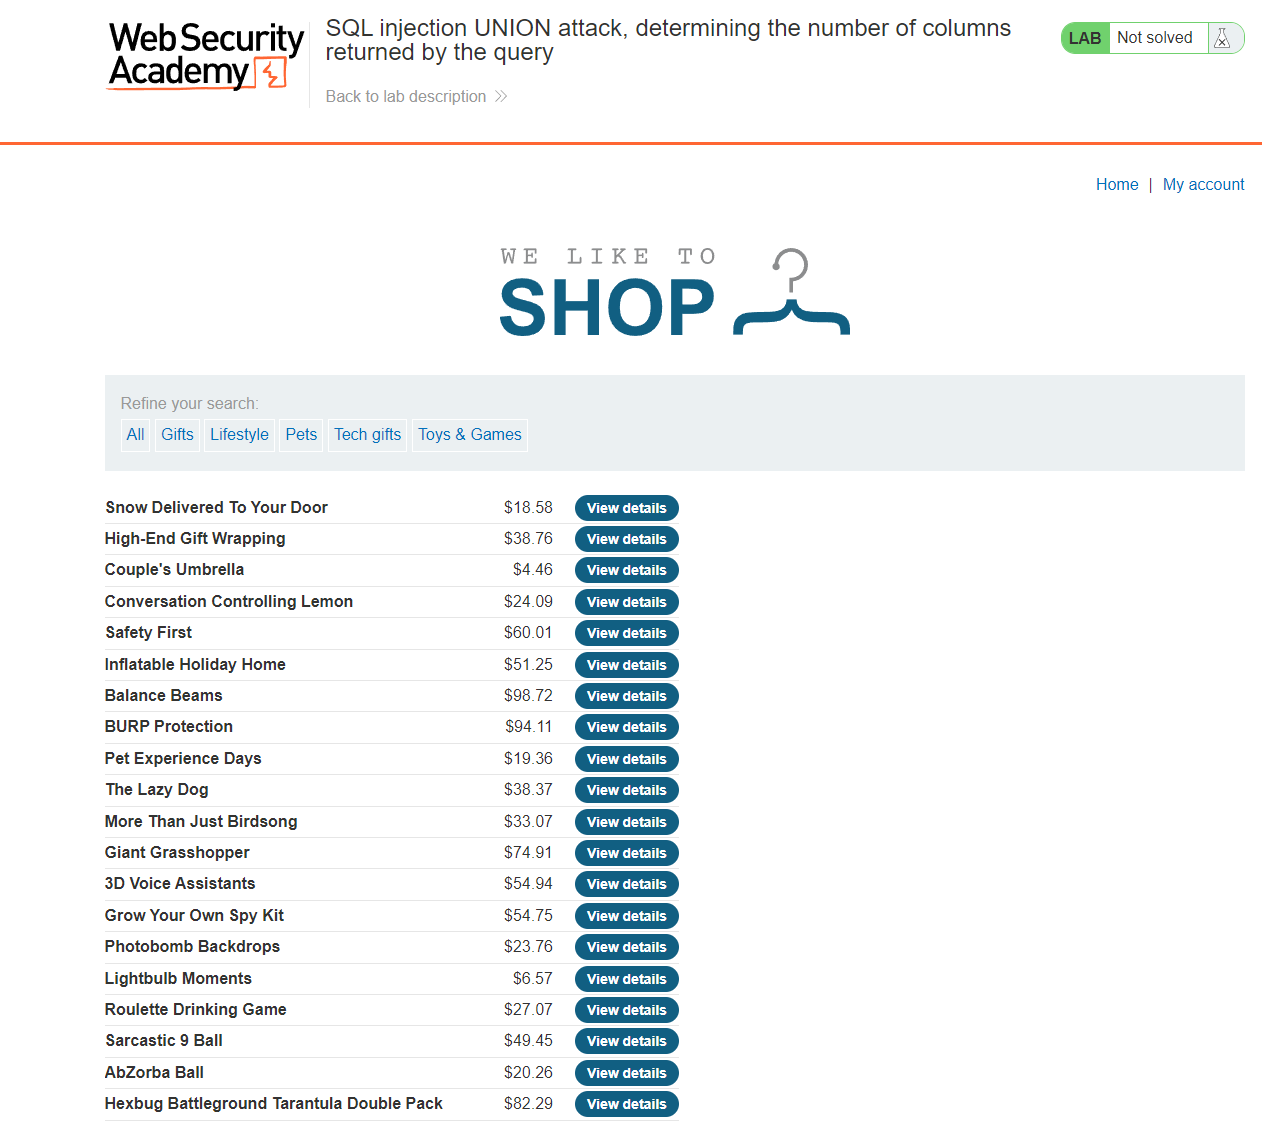 Web Security
Academy
SQL injection UNION attack, determining the number of columns
returned by the query
Back to lab description
LAB Not solved
Home | My account
WE LIKE TO
SHOP
Refine your search:
All Gifts Lifestyle Pets Tech gifts Toys & Games
Snow Delivered To Your Door $18.58 View details
High-End Gift Wrapping $38.76 View details
Couple's Umbrella $4.46 View details
Conversation Controlling Lemon $24.09 View details
Safety First $60.01 View details
Inflatable Holiday Home $51.25 View details
Balance Beams $98.72 View details
BURP Protection $94.11 View details
Pet Experience Days $19.36 View details
The Lazy Dog $38.37 View details
More Than Just Birdsong $33.07 View details
Giant Grasshopper $74.91 View details
3D Voice Assistants $54.94 View details
Grow Your Own Spy Kit $54.75 View details
Photobomb Backdrops $23.76 View details
Lightbulb Moments $6.57 View details
Roulette Drinking Game $27.07 View details
Sarcastic 9 Ball $49.45 View details
AbZorba Ball $20.26 View details
Hexbug Battleground Tarantula Double Pack $82.29 View details